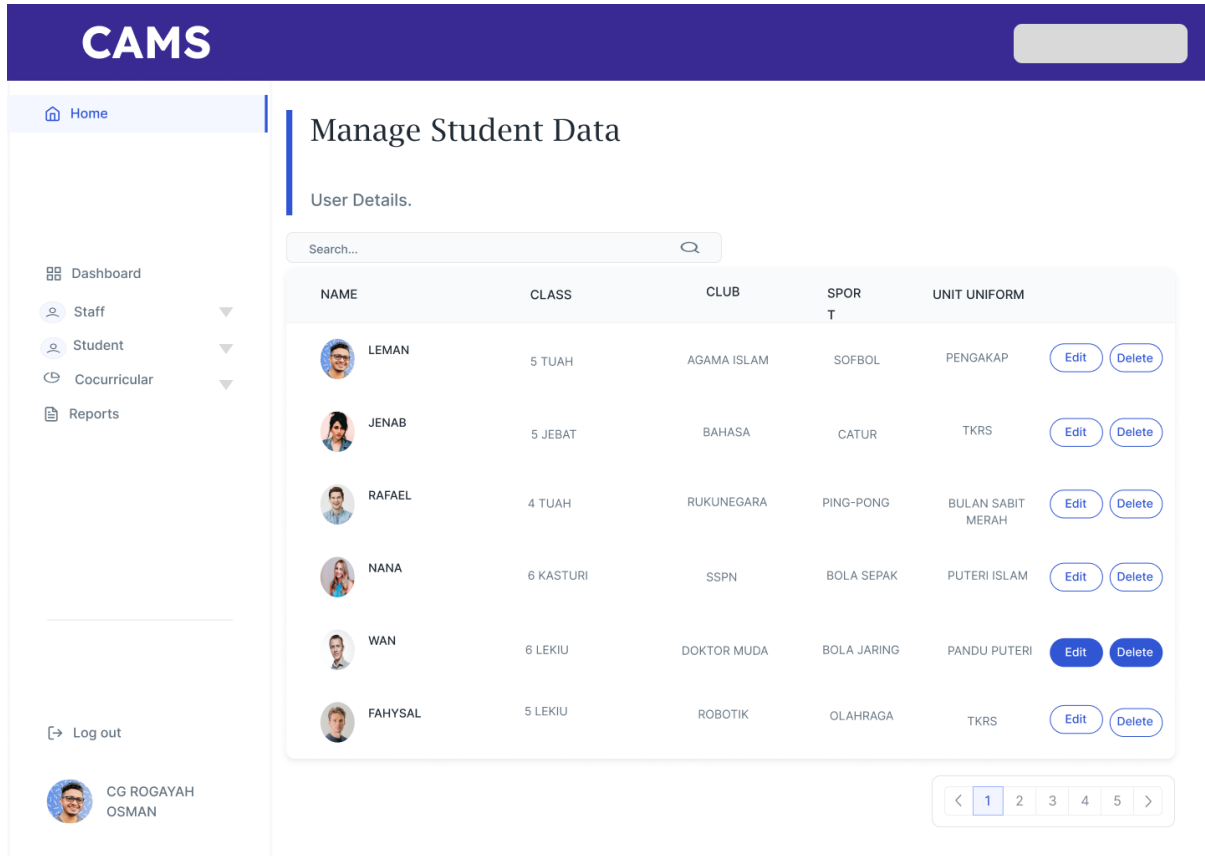 CAMS
Home
Manage Student Data
User Details.
Search...
Dashboard
Staff
Student
Cocurricular
Reports
NAME CLASS CLUB SPOR UNIT UNIFORM
T
LEMAN 5 TUAH AGAMA ISLAM SOFBOL PENGAKAP Edit Delete
JENAB 5 JEBAT BAHASA CATUR TKRS Edit Delete
RAFAEL 4 TUAH RUKUNEGARA PING-PONG BULAN SABIT Edit Delete
MERAH
NANA 6 KASTURI SSPN BOLA SEPAK PUTERI ISLAM Edit Delete
WAN 6 LEKIU DOKTOR MUDA BOLA JARING PANDU PUTERI Edit Delete
FAHYSAL 5 LEKIU ROBOTIK OLAHRAGA TKRS Edit Delete
Log out
CG ROGAYAH
OSMAN
1 2 3 4 5